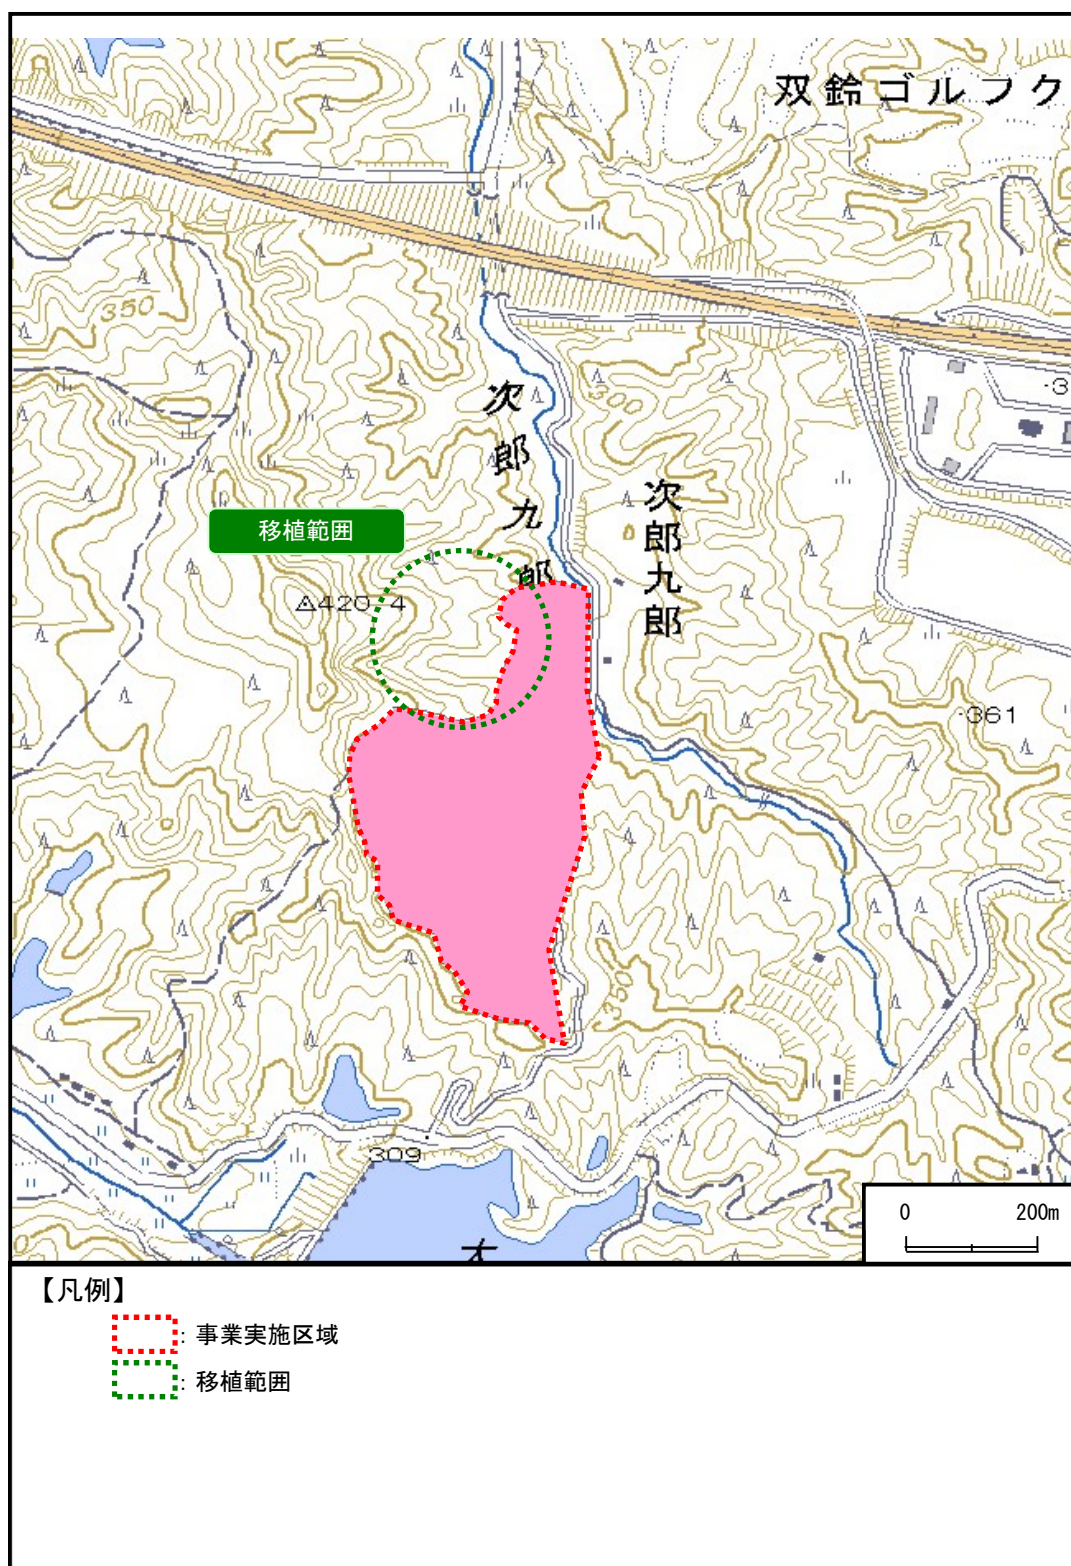 双鈴ゴルフク
350
300
次郎九郎
次郎九郎
移植範囲
420.4
361
350
309
大
0 200m
【凡例】
: 事業実施区域
: 移植範囲